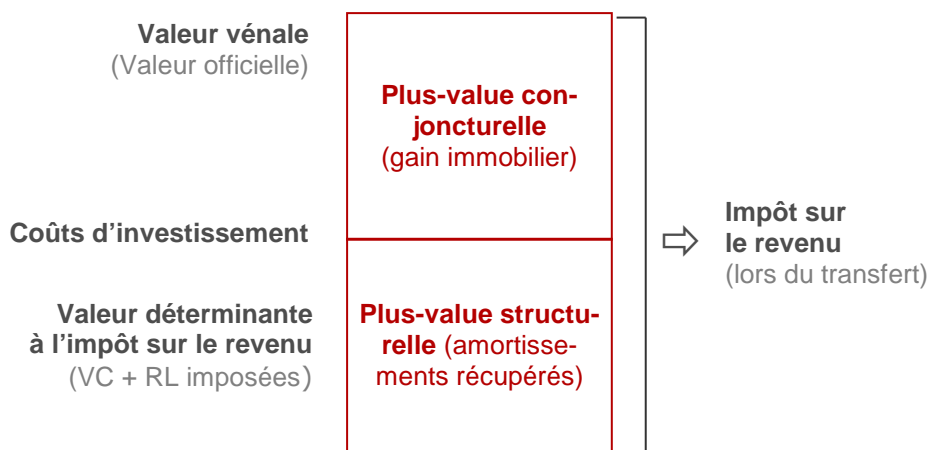 Valeur vénale
(Valeur officielle)
Plus-value con-
joncturelle
(gain immobilier)
Coûts d’investissement
Impôt sur
le revenu
(lors du transfert)
Valeur déterminante
à l’impôt sur le revenu
(VC + RL imposées)
Plus-value structu-
relle (amortisse-
ments récupérés)